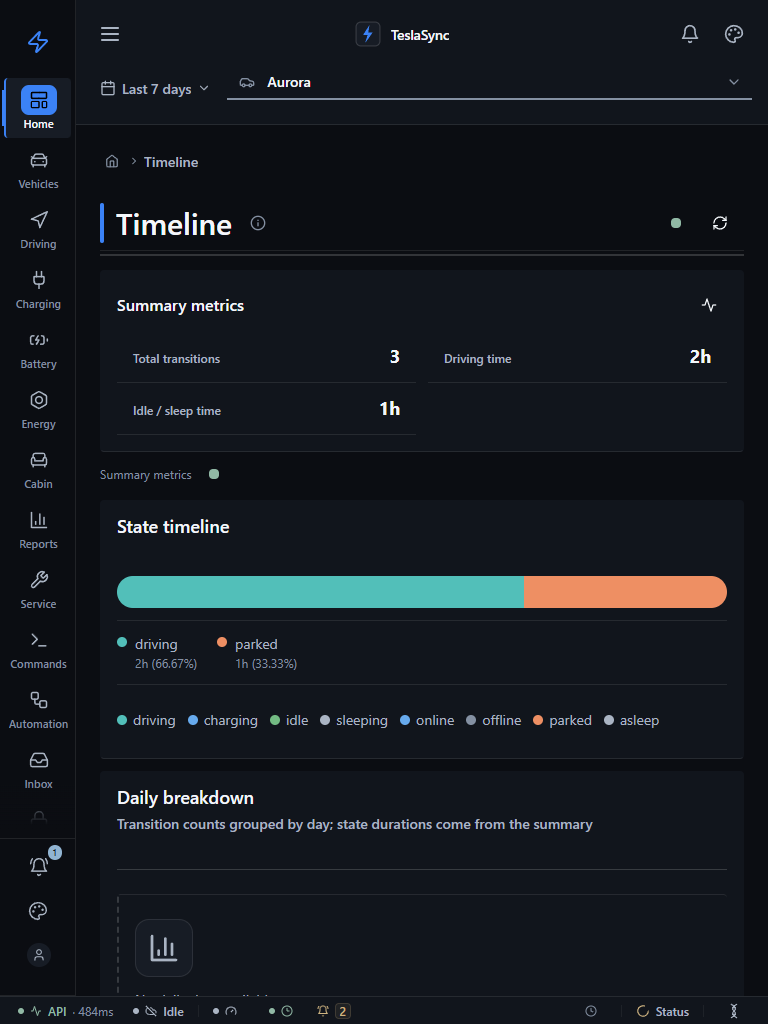 TeslaSync
Last 7 days
Aurora
Home
Vehicles
Driving
Charging
Battery
Energy
Cabin
Reports
Service
Commands
Automation
Inbox
1
Timeline
Timeline
Summary metrics
Total transitions 3
Driving time 2h
Idle / sleep time 1h
Summary metrics
State timeline
driving parked
2h (66.67%) 1h (33.33%)
driving charging idle sleeping online offline parked asleep
Daily breakdown
Transition counts grouped by day; state durations come from the summary
API · 484ms Idle 2 Status